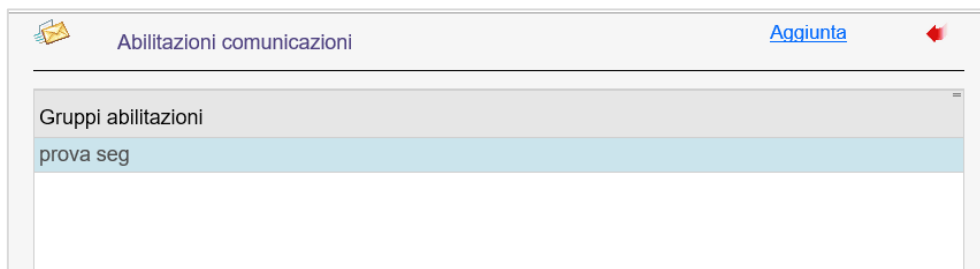 Abilitazioni comunicazioni Aggiunta
Gruppi abilitazioni
prova seg